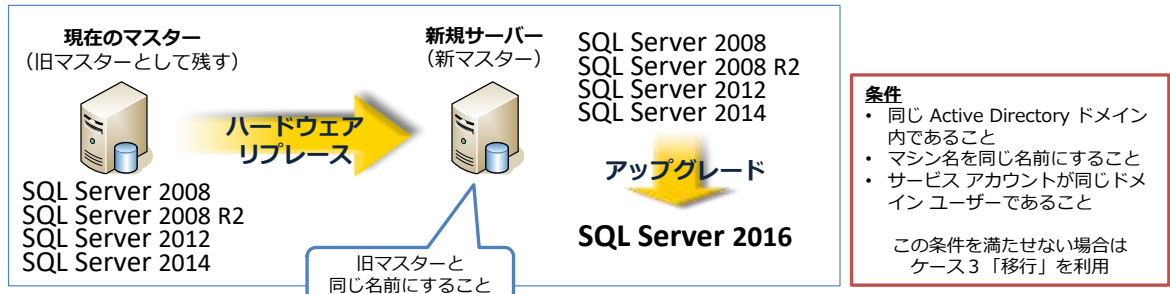 現在のマスター
(旧マスターとして残す)
SQL Server 2008
SQL Server 2008 R2
SQL Server 2012
SQL Server 2014
ハードウェア
リプレース
新規サーバー
(新マスター)
旧マスターと
同じ名前にすること
SQL Server 2008
SQL Server 2008 R2
SQL Server 2012
SQL Server 2014
アップグレード
SQL Server 2016
条件
• 同じ Active Directory ドメイン
内であること
• マシン名を同じ名前にすること
• サービス アカウントが同じドメ
イン ユーザーであること
この条件を満たせない場合は
ケース3「移行」を利用